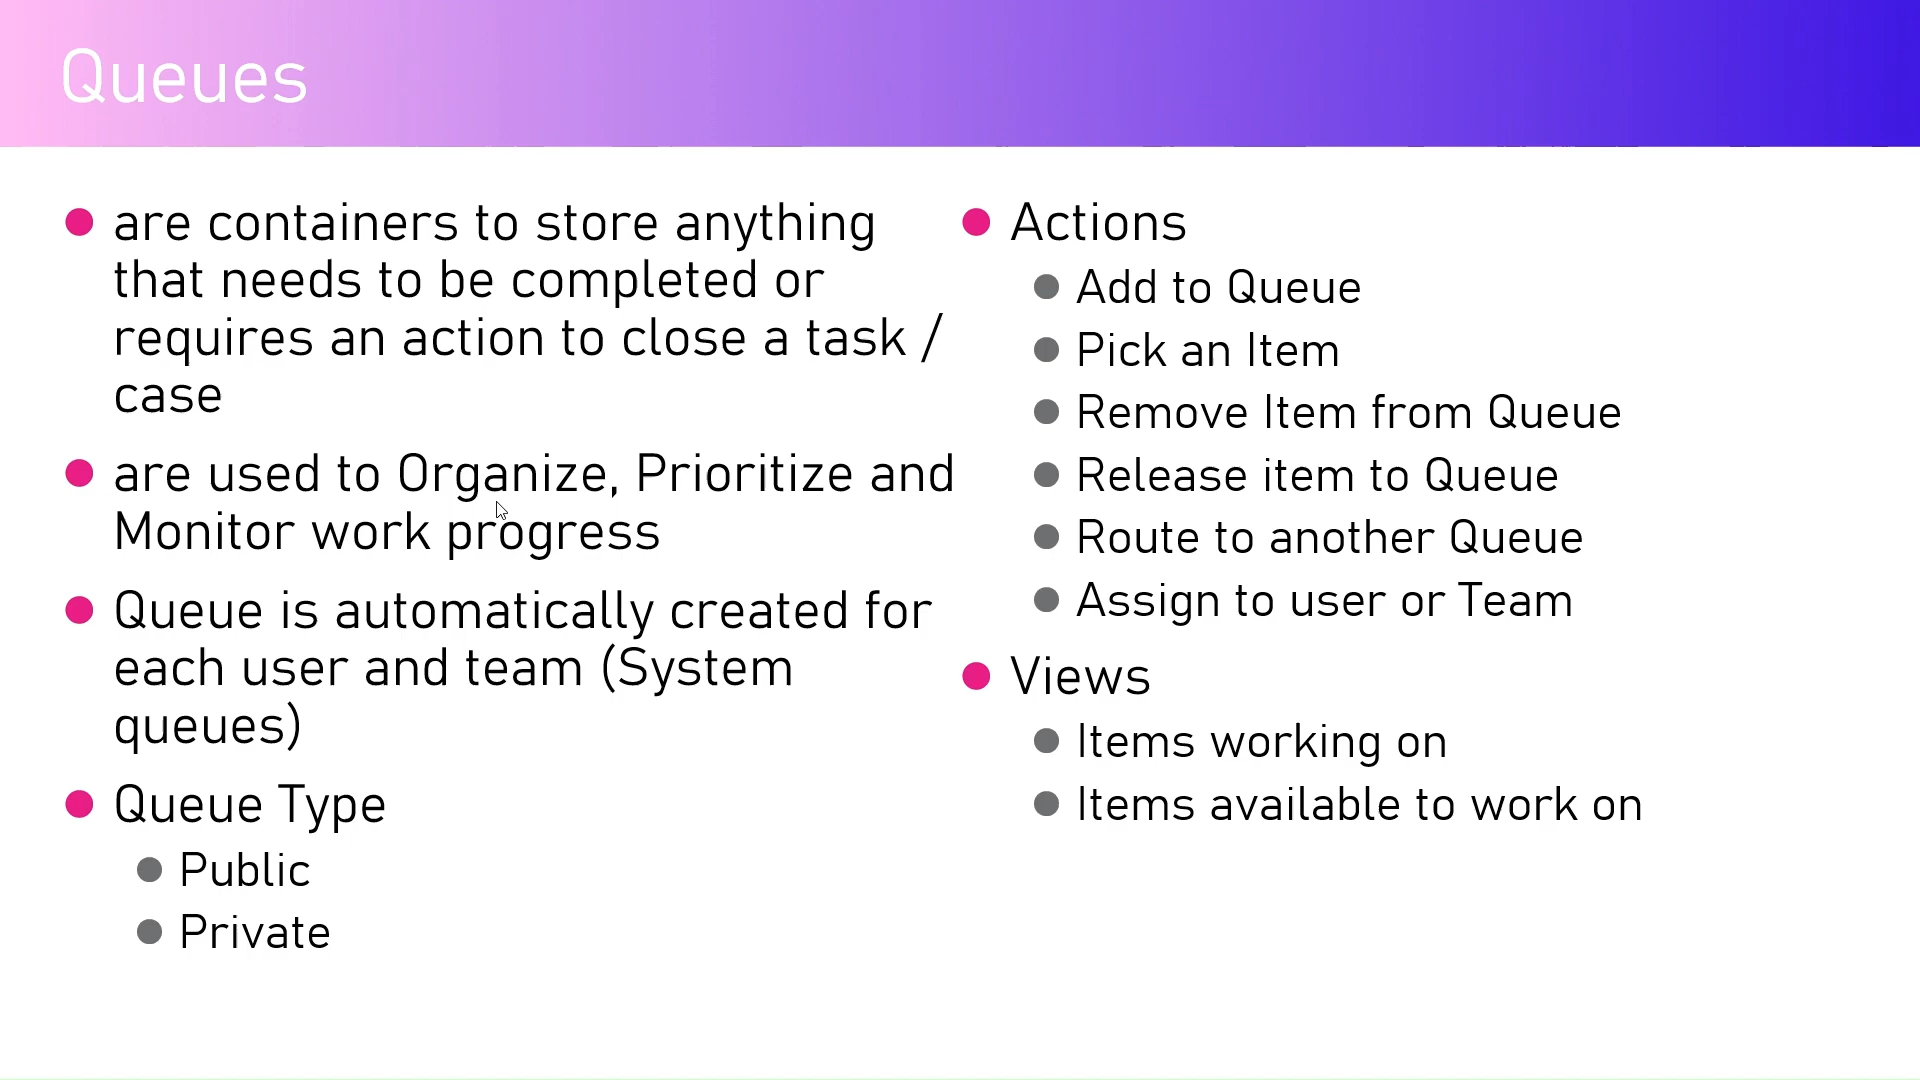 Queues
are containers to store anything
that needs to be completed or
requires an action to close a task /
case
are used to Organize, Prioritize and
Monitor work progress
Queue is automatically created for
each user and team (System
queues)
Queue Type
Public
Private
Actions
Add to Queue
Pick an Item
Remove Item from Queue
Release item to Queue
Route to another Queue
Assign to user or Team
Views
Items working on
Items available to work on